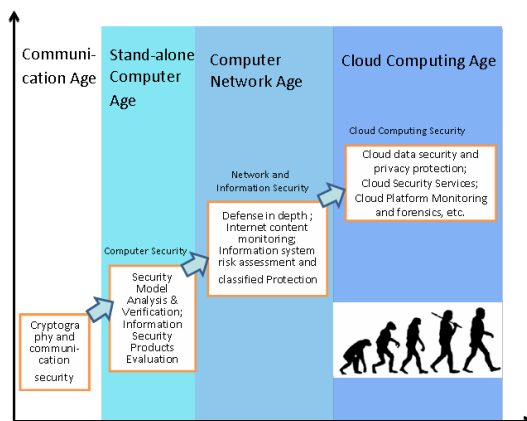 Communi-
cation Age
Stand-alone
Computer
Age
Computer
Network Age
Cloud Computing Age
Cloud Computing Security
Cloud data security and
privacy protection;
Cloud Security Services;
Cloud Platform Monitoring
and forensics, etc.
Network and
Information Security
Defense in depth ;
Internet content
monitoring;
Information system
risk assessment and
classified Protection
Computer Security
Security
Model
Analysis &
Verification;
Information
Security
Products
Evaluation
Cryptogra
phy and
communi
cation
security